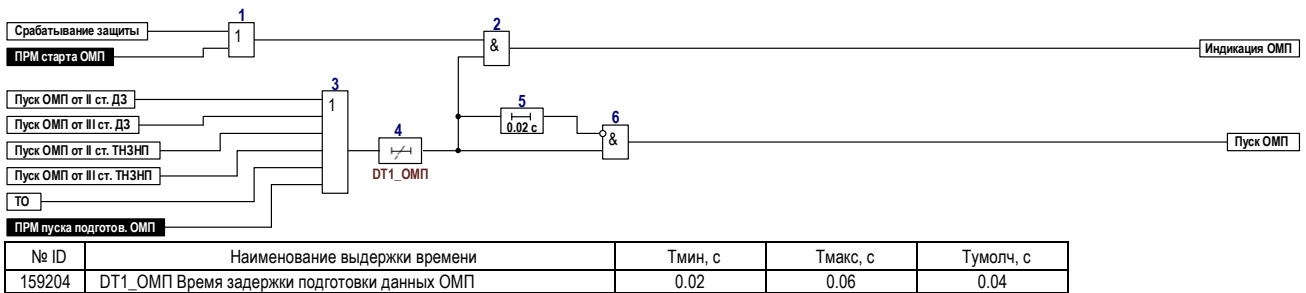 1
Срабатывание защиты
1
ПРМ старта ОМП
2
&
Индикация ОМП
3
1
Пуск ОМП от II ст. ДЗ
Пуск ОМП от III ст. ДЗ
Пуск ОМП от II ст. ТНЗНП
Пуск ОМП от III ст. ТНЗНП
ТО
ПРМ пуска подготов. ОМП
4
DT1_ОМП
5
0.02 с
6
&
Пуск ОМП
№ ID Наименование выдержки времени Тмин, с Тмакс, с Тумолч, с
159204 DT1_ОМП Время задержки подготовки данных ОМП 0.02 0.06 0.04